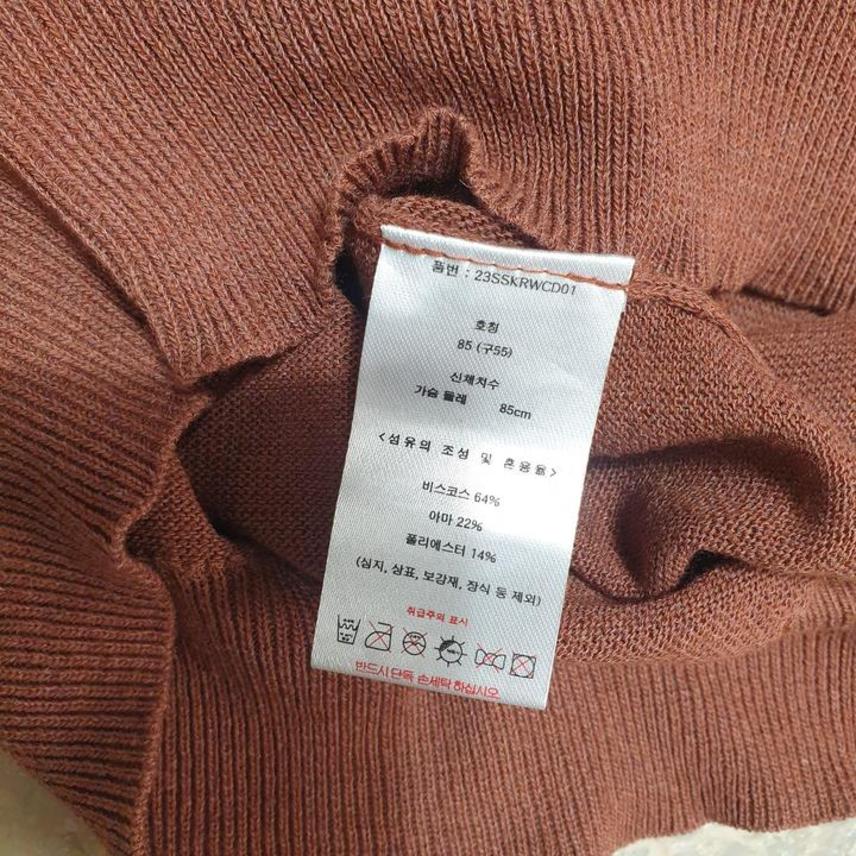 품번 : 23SSKRWCD01
호칭
85 (구55)
신체처수
가슴 둘레 85cm
<섬유의 조성 및 혼용율>
비스코스 64%
아마 22%
폴리에스터 14%
(심지, 상표, 보강재, 장식 등 제외)
취급주의 표시
반드시 단독 손세탁 하십시오